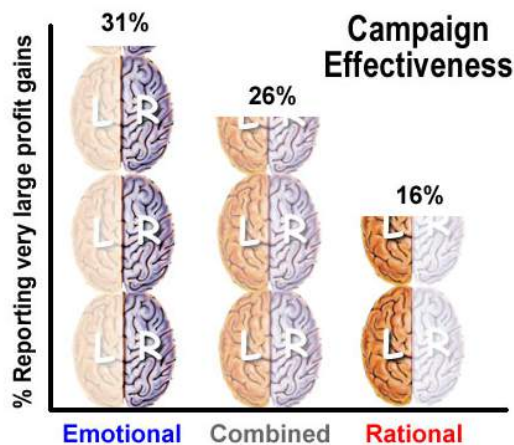 Campaign
Effectiveness
31%
26%
16%
% Reporting very large profit gains
L R
L R
L R
L R
L R
L R
L R
L R
Emotional Combined Rational